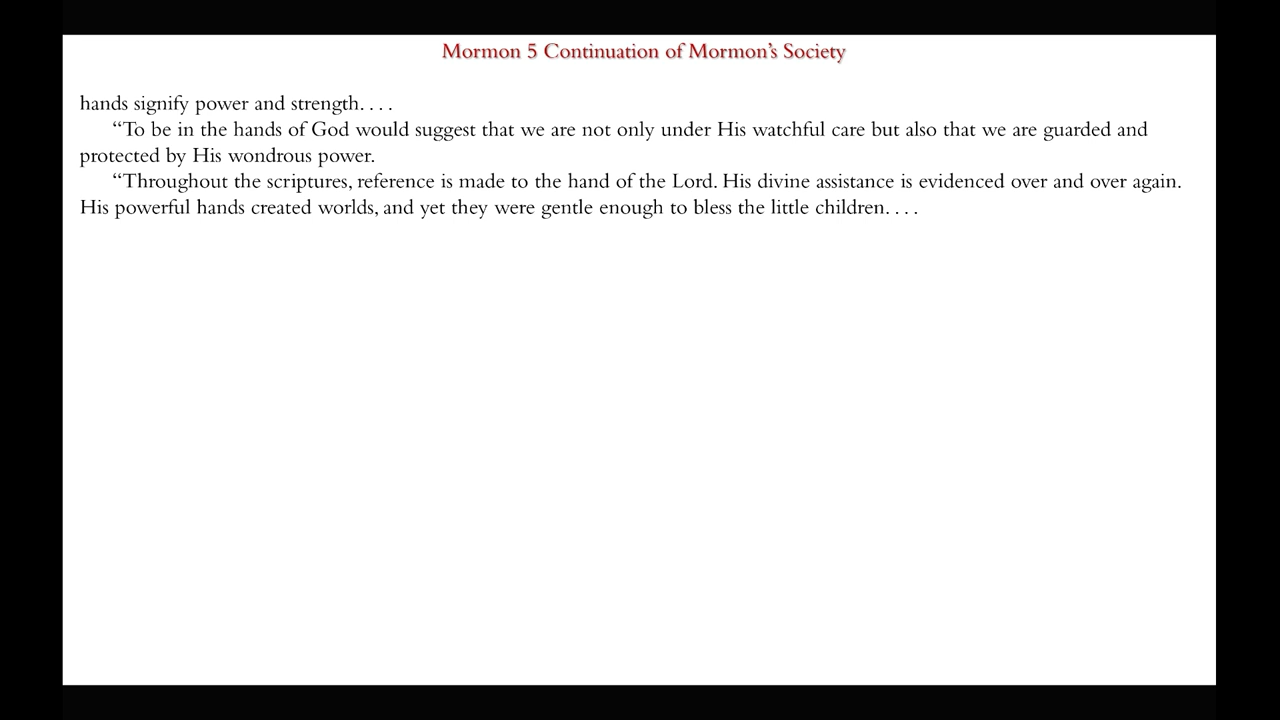 Mormon 5 Continuation of Mormon’s Society
hands signify power and strength. . . .
“To be in the hands of God would suggest that we are not only under His watchful care but also that we are guarded and
protected by His wondrous power.
“Throughout the scriptures, reference is made to the hand of the Lord. His divine assistance is evidenced over and over again.
His powerful hands created worlds, and yet they were gentle enough to bless the little children. . . .